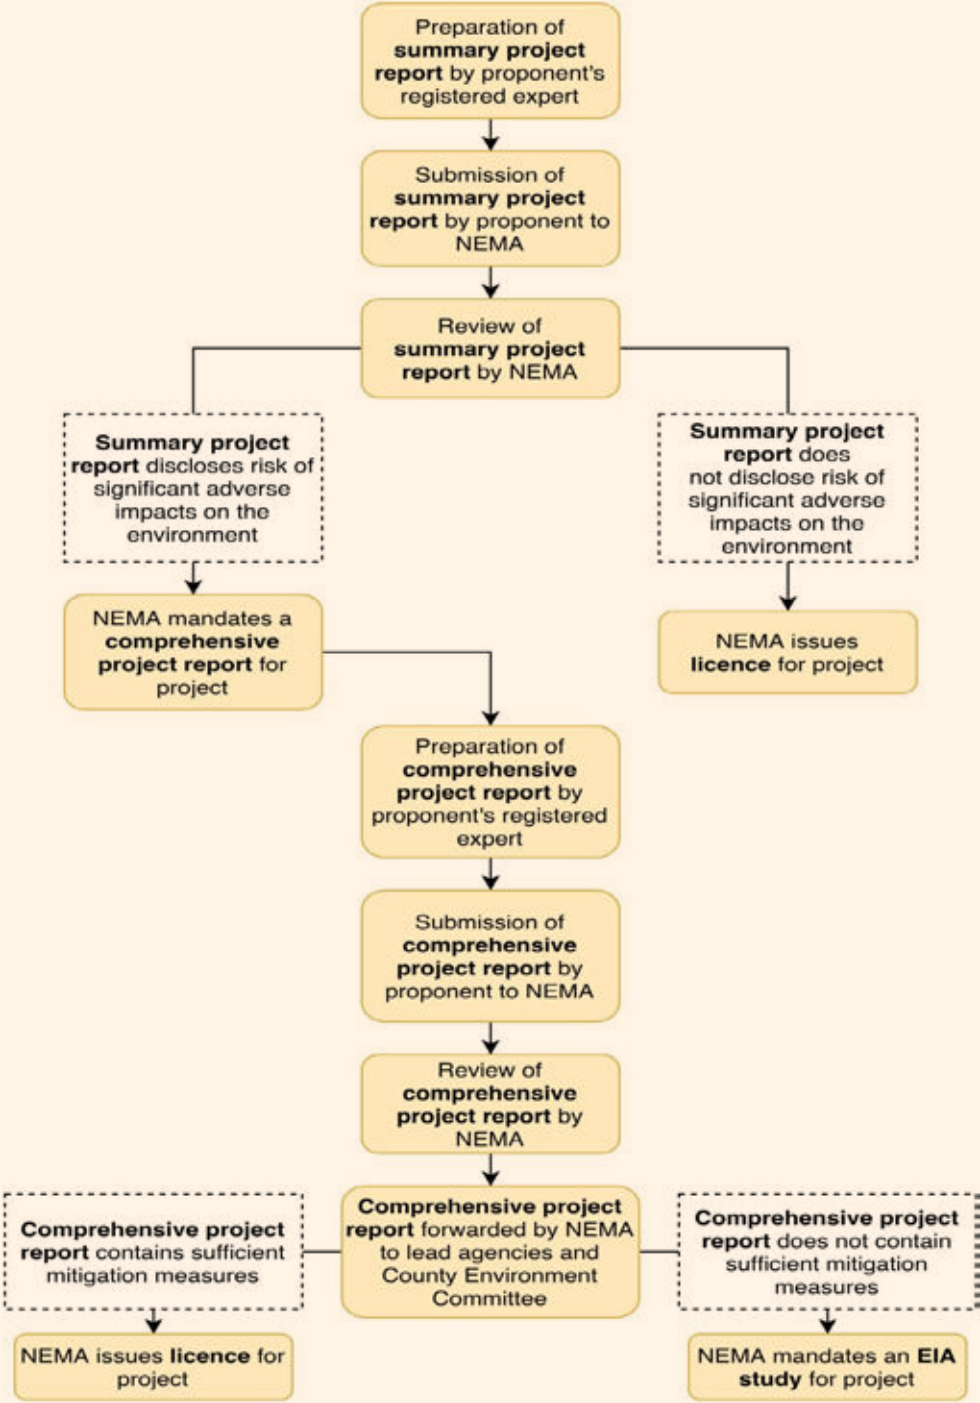 Preparation of
summary project
report by proponent's
registered expert
Submission of
summary project
report by proponent to
NEMA
Review of
summary project
report by NEMA
Summary project
report discloses risk of
significant adverse
impacts on the
environment
Summary project
report does
not disclose risk of
significant adverse
impacts on the
environment
NEMA mandates a
comprehensive
project report for
project
NEMA issues
licence for project
Preparation of
comprehensive
project report by
proponent's registered
expert
Submission of
comprehensive
project report by
proponent to NEMA
Review of
comprehensive
project report by
NEMA
Comprehensive project
report contains sufficient
mitigation measures
Comprehensive project
report forwarded by NEMA
to lead agencies and
County Environment
Committee
Comprehensive project
report does not contain
sufficient mitigation
measures
NEMA issues licence for
project
NEMA mandates an EIA
study for project